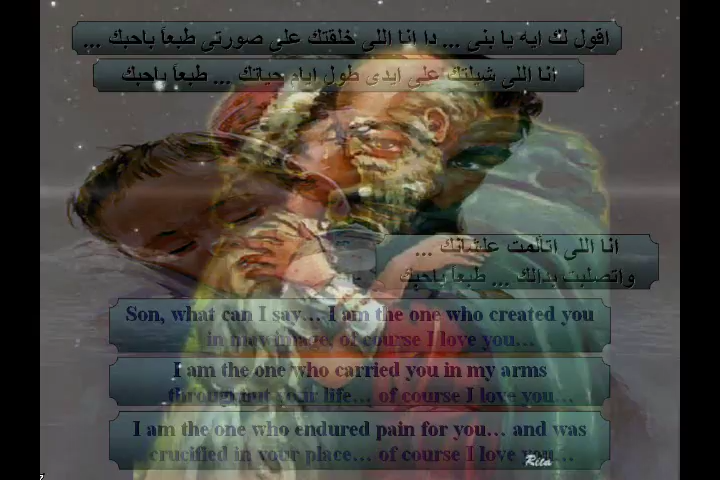 اقول لك ايه يا بنى ... دا انا اللى خلقتك على صورتى طبعاً باحبك ...
انا اللى شيلتك على ايدى طول ايام حياتك ... طبعاً باحبك
انا اللى اتألمت علشانك ...
واتصلبت بدالك ... طبعاً باحبك
Son, what can I say... I am the one who created you
in may image, of course I love you...
I am the one who carried you in my arms
throughout your life... of course I love you...
I am the one who endured pain for you... and was
crucified in your place... of course I love you...
Rita